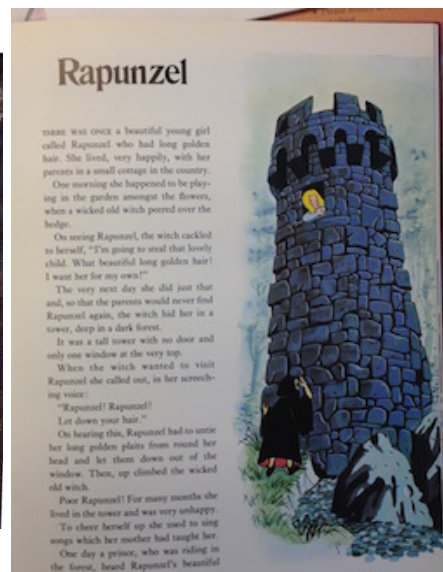 Rapunzel
THERE WAS ONCE a beautiful young girl
called Rapunzel who had long golden
hair. She lived, very happily, with her
parents in a small cottage in the country.
One morning she happened to be play-
ing in the garden amongst the flowers,
when a wicked old witch peered over the
hedge.
On seeing Rapunzel, the witch cackled
to herself, “I'm going to steal that lovely
child. What beautiful long golden hair!
I want her for my own!”
The very next day she did just that
and, so that the parents would never find
Rapunzel again, the witch hid her in a
tower, deep in a dark forest.
It was a tall tower with no door and
only one window at the very top.
When the witch wanted to visit
Rapunzel she called out, in her screech-
ing voice:
“Rapunzel! Rapunzel!
Let down your hair.”
On hearing this, Rapunzel had to untie
her long golden plaits from round her
head and let them down out of the
window. Then, up climbed the wicked
old witch.
Poor Rapunzel! For many months she
lived in the tower and was very unhappy.
To cheer herself up she used to sing
songs which her mother had taught her.
One day a prince, who was riding in
the forest, heard Rapunzel's beautiful